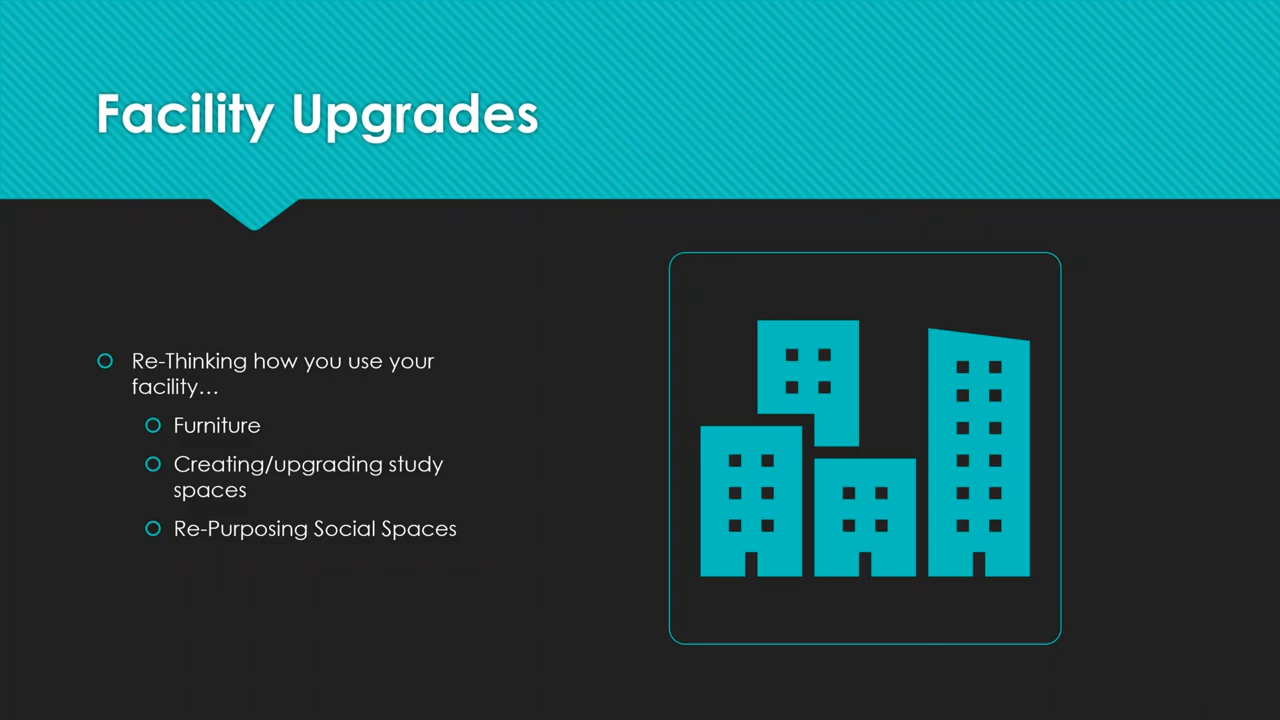 Facility Upgrades
Re-Thinking how you use your
facility…
Furniture
Creating/upgrading study
spaces
Re-Purposing Social Spaces